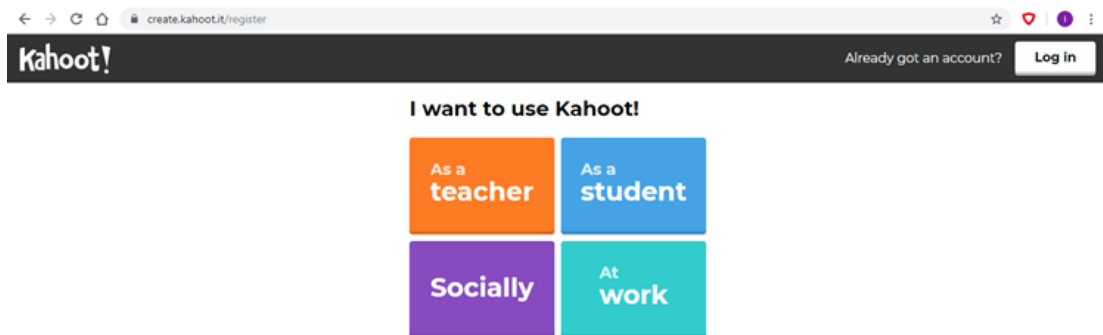 create.kahoot.it/register
Kahoot!
Already got an account?
Log in
I want to use Kahoot!
As a
teacher
As a
student
Socially
At
work